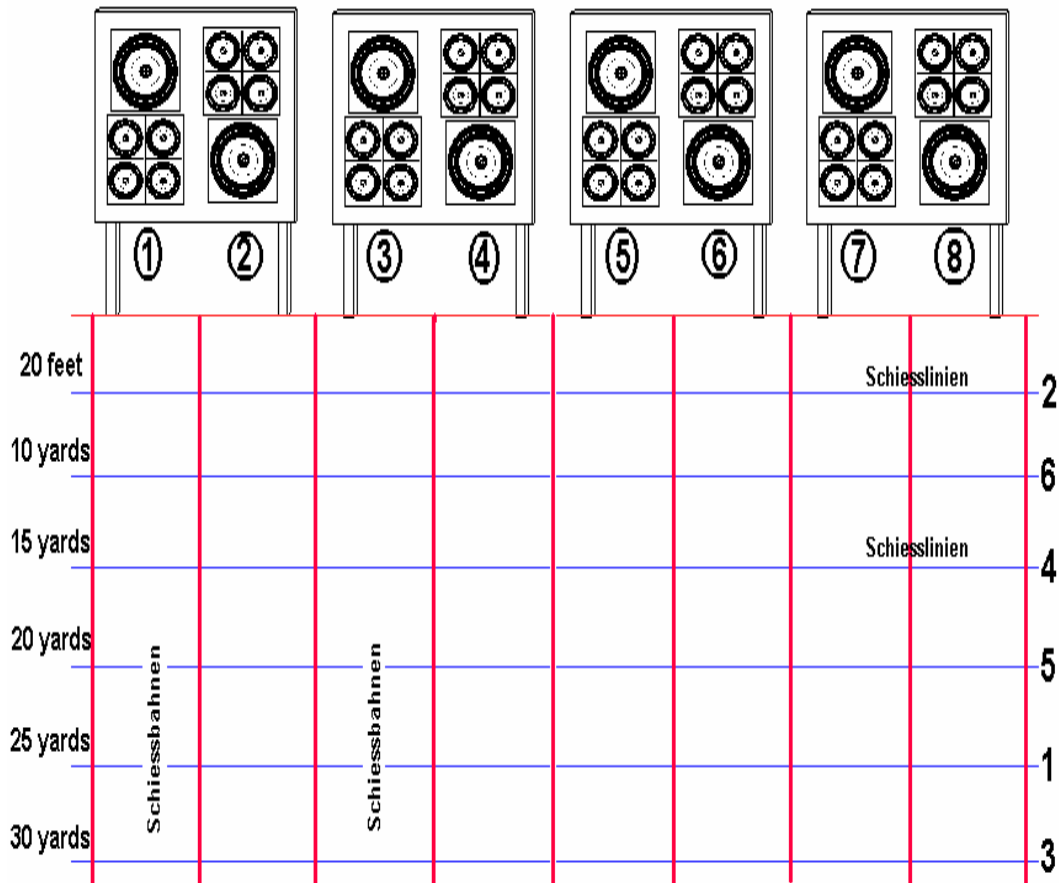 1 2 3 4 5 6 7 8
20 feet Schiesslinien 2
10 yards 6
15 yards Schiesslinien 4
20 yards 5
25 yards 1
30 yards 3
Schiessbahnen
Schiessbahnen